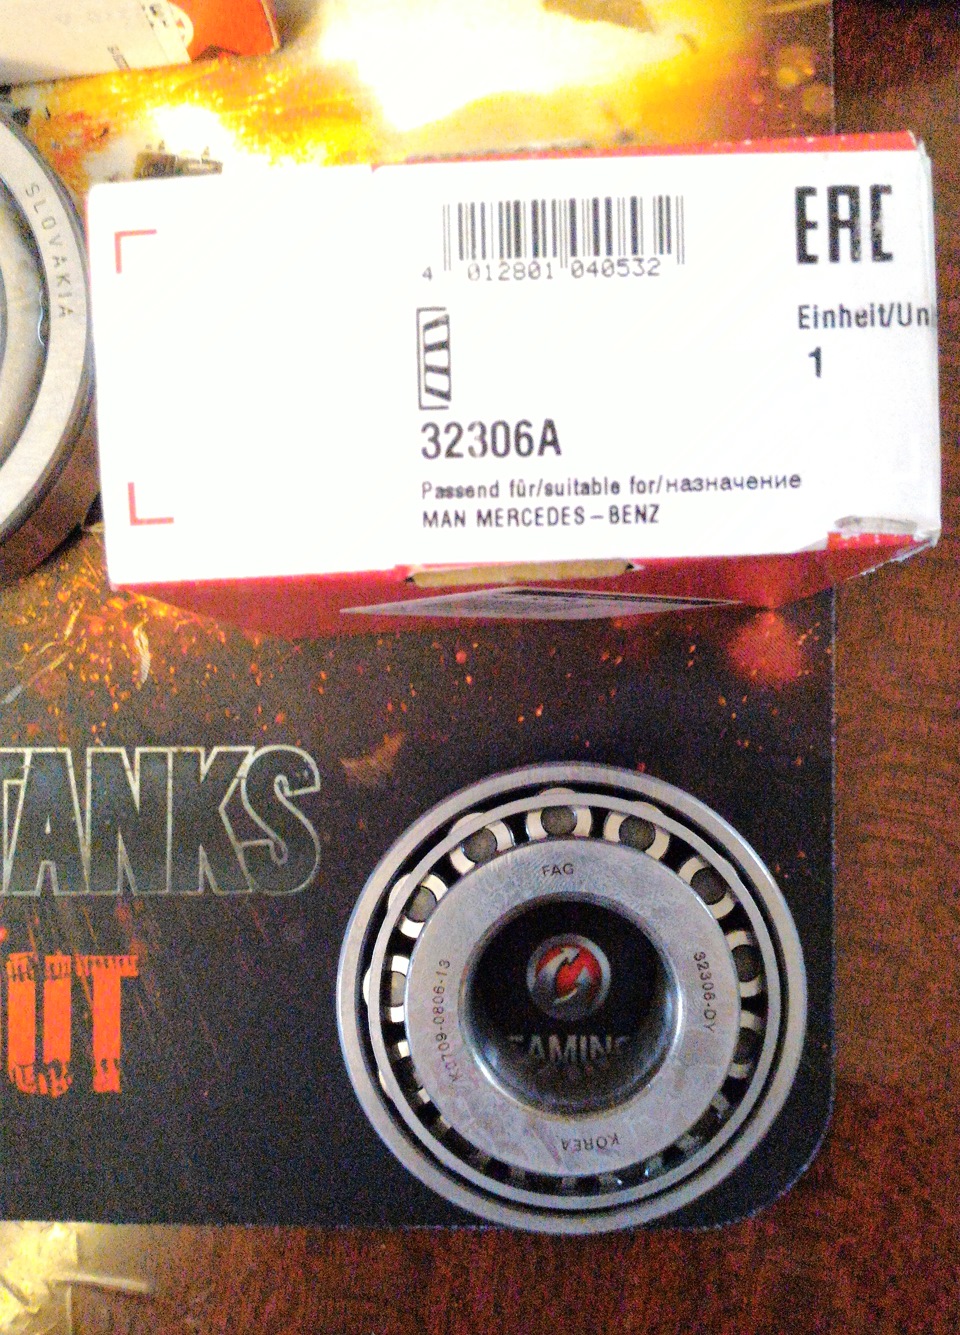 SLOVAKIA
EAC
4 012801 040532
Einheit/Un
1
32306A
Passend für/suitable for/назначение
MAN MERCEDES-BENZ
TANKS
UT
FAG
32306-DY
KOREA
K0709-0806-13